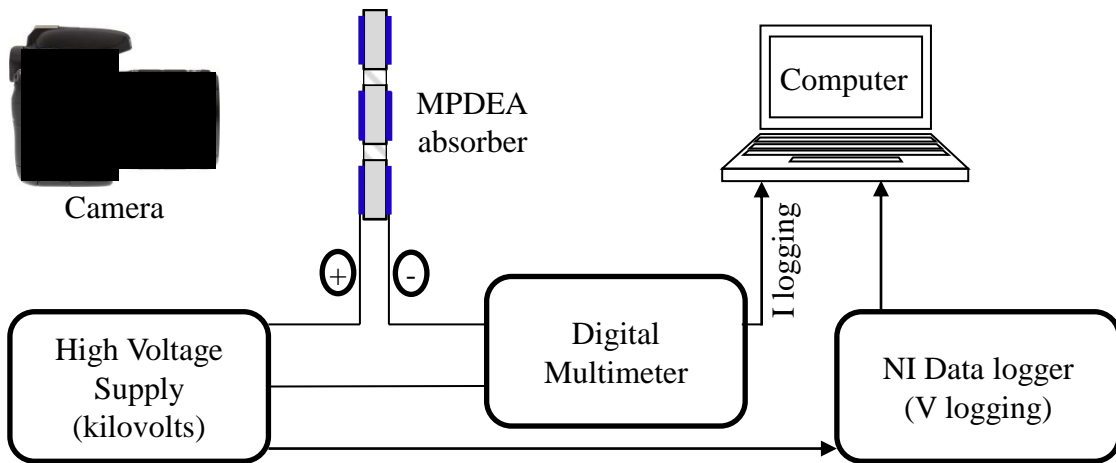 Camera
MPDEA
absorber
Computer
+
-
I logging
High Voltage
Supply
(kilovolts)
Digital
Multimeter
NI Data logger
(V logging)